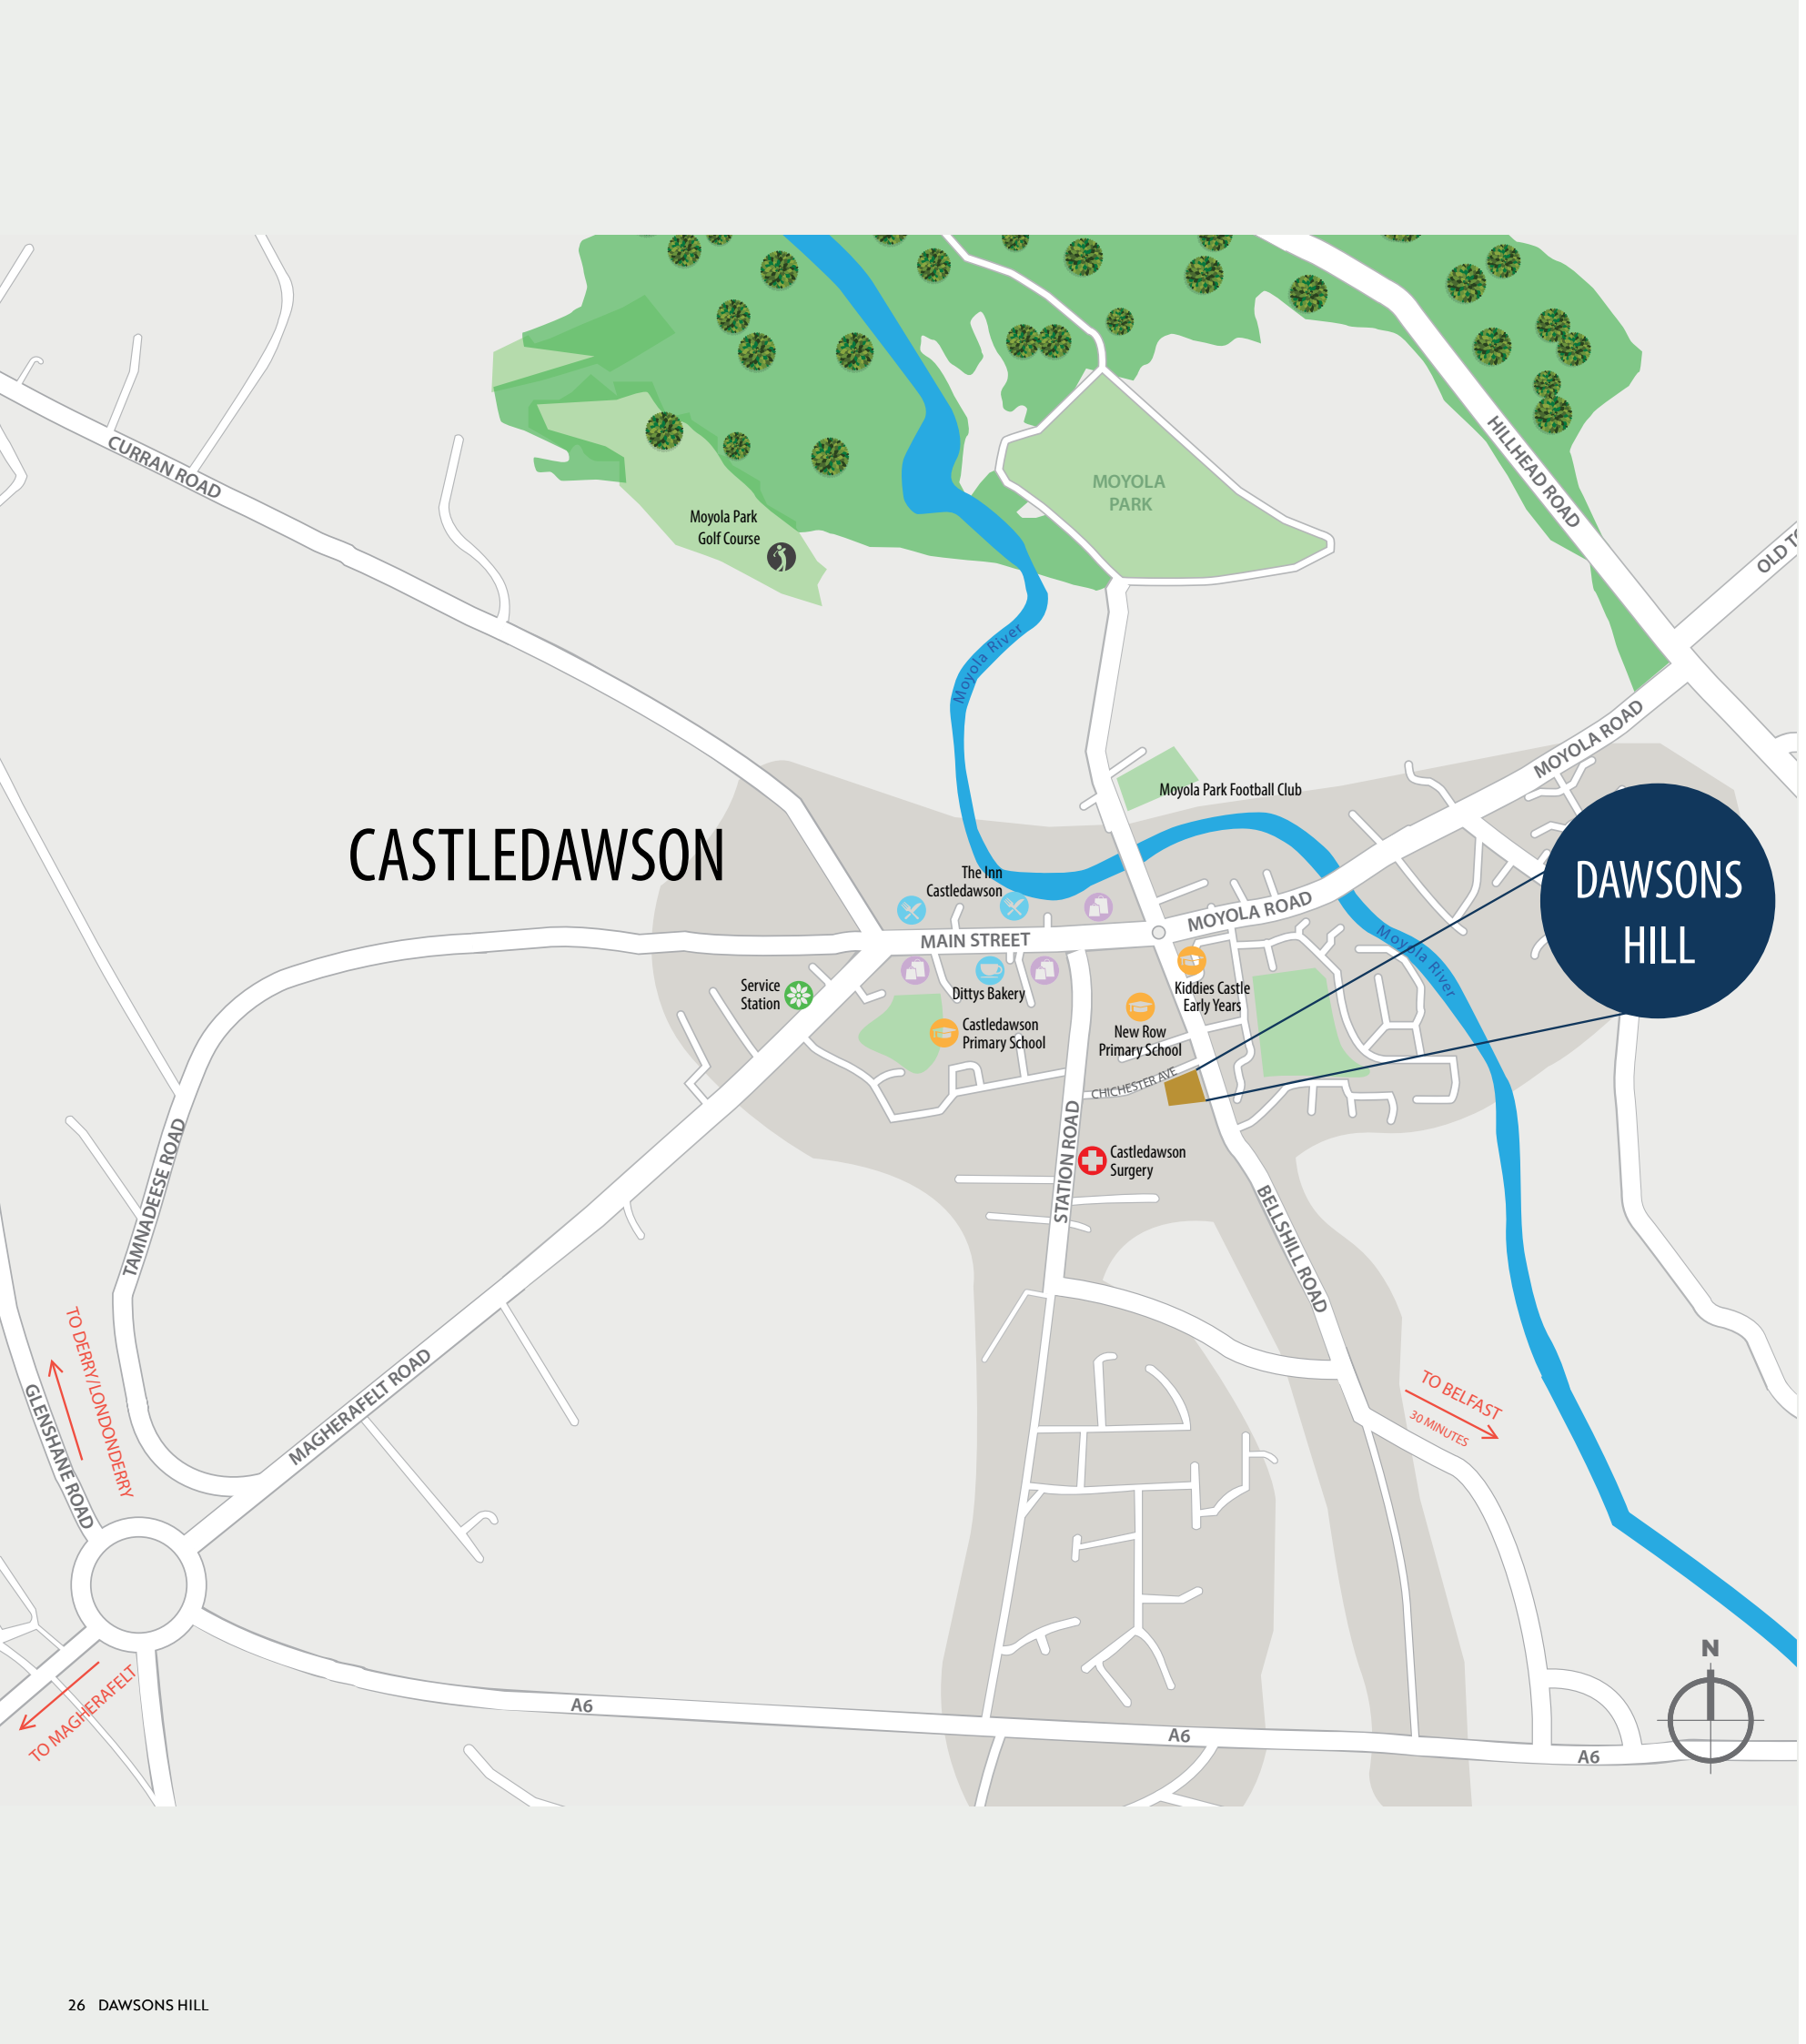 CURRAN ROAD
HILLHEAD ROAD
MOYOLA
PARK
Moyola Park
Golf Course
Moyola River
MOYOLA ROAD
Moyola Park Football Club
CASTLEDAWSON
DAWSONS
HILL
The Inn
Castledawson
MAIN STREET
MOYOLA ROAD
Moyola River
Service
Station
Dittys Bakery
Kiddies Castle
Early Years
Castledawson
Primary School
New Row
Primary School
CHICHESTER AVE
STATION ROAD
Castledawson
Surgery
BELLSHILL ROAD
TAMNADEESE ROAD
TO DERRY/LONDONDERRY
GLENSHANE ROAD
MAGHERAFELT ROAD
TO BELFAST
30 MINUTES
TO MAGHERAFELT
N
A6
A6
A6
26 DAWSONS HILL